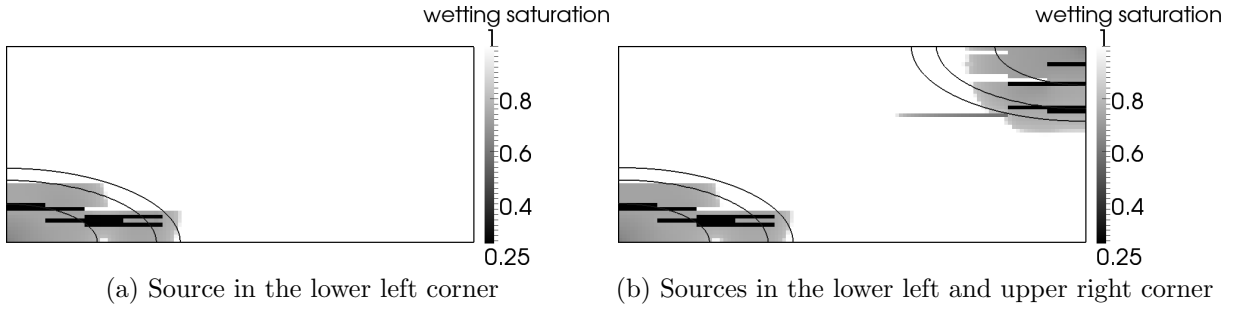 wetting saturation
1
0.8
0.6
0.4
0.25
(a) Source in the lower left corner
wetting saturation
1
0.8
0.6
0.4
0.25
(b) Sources in the lower left and upper right corner